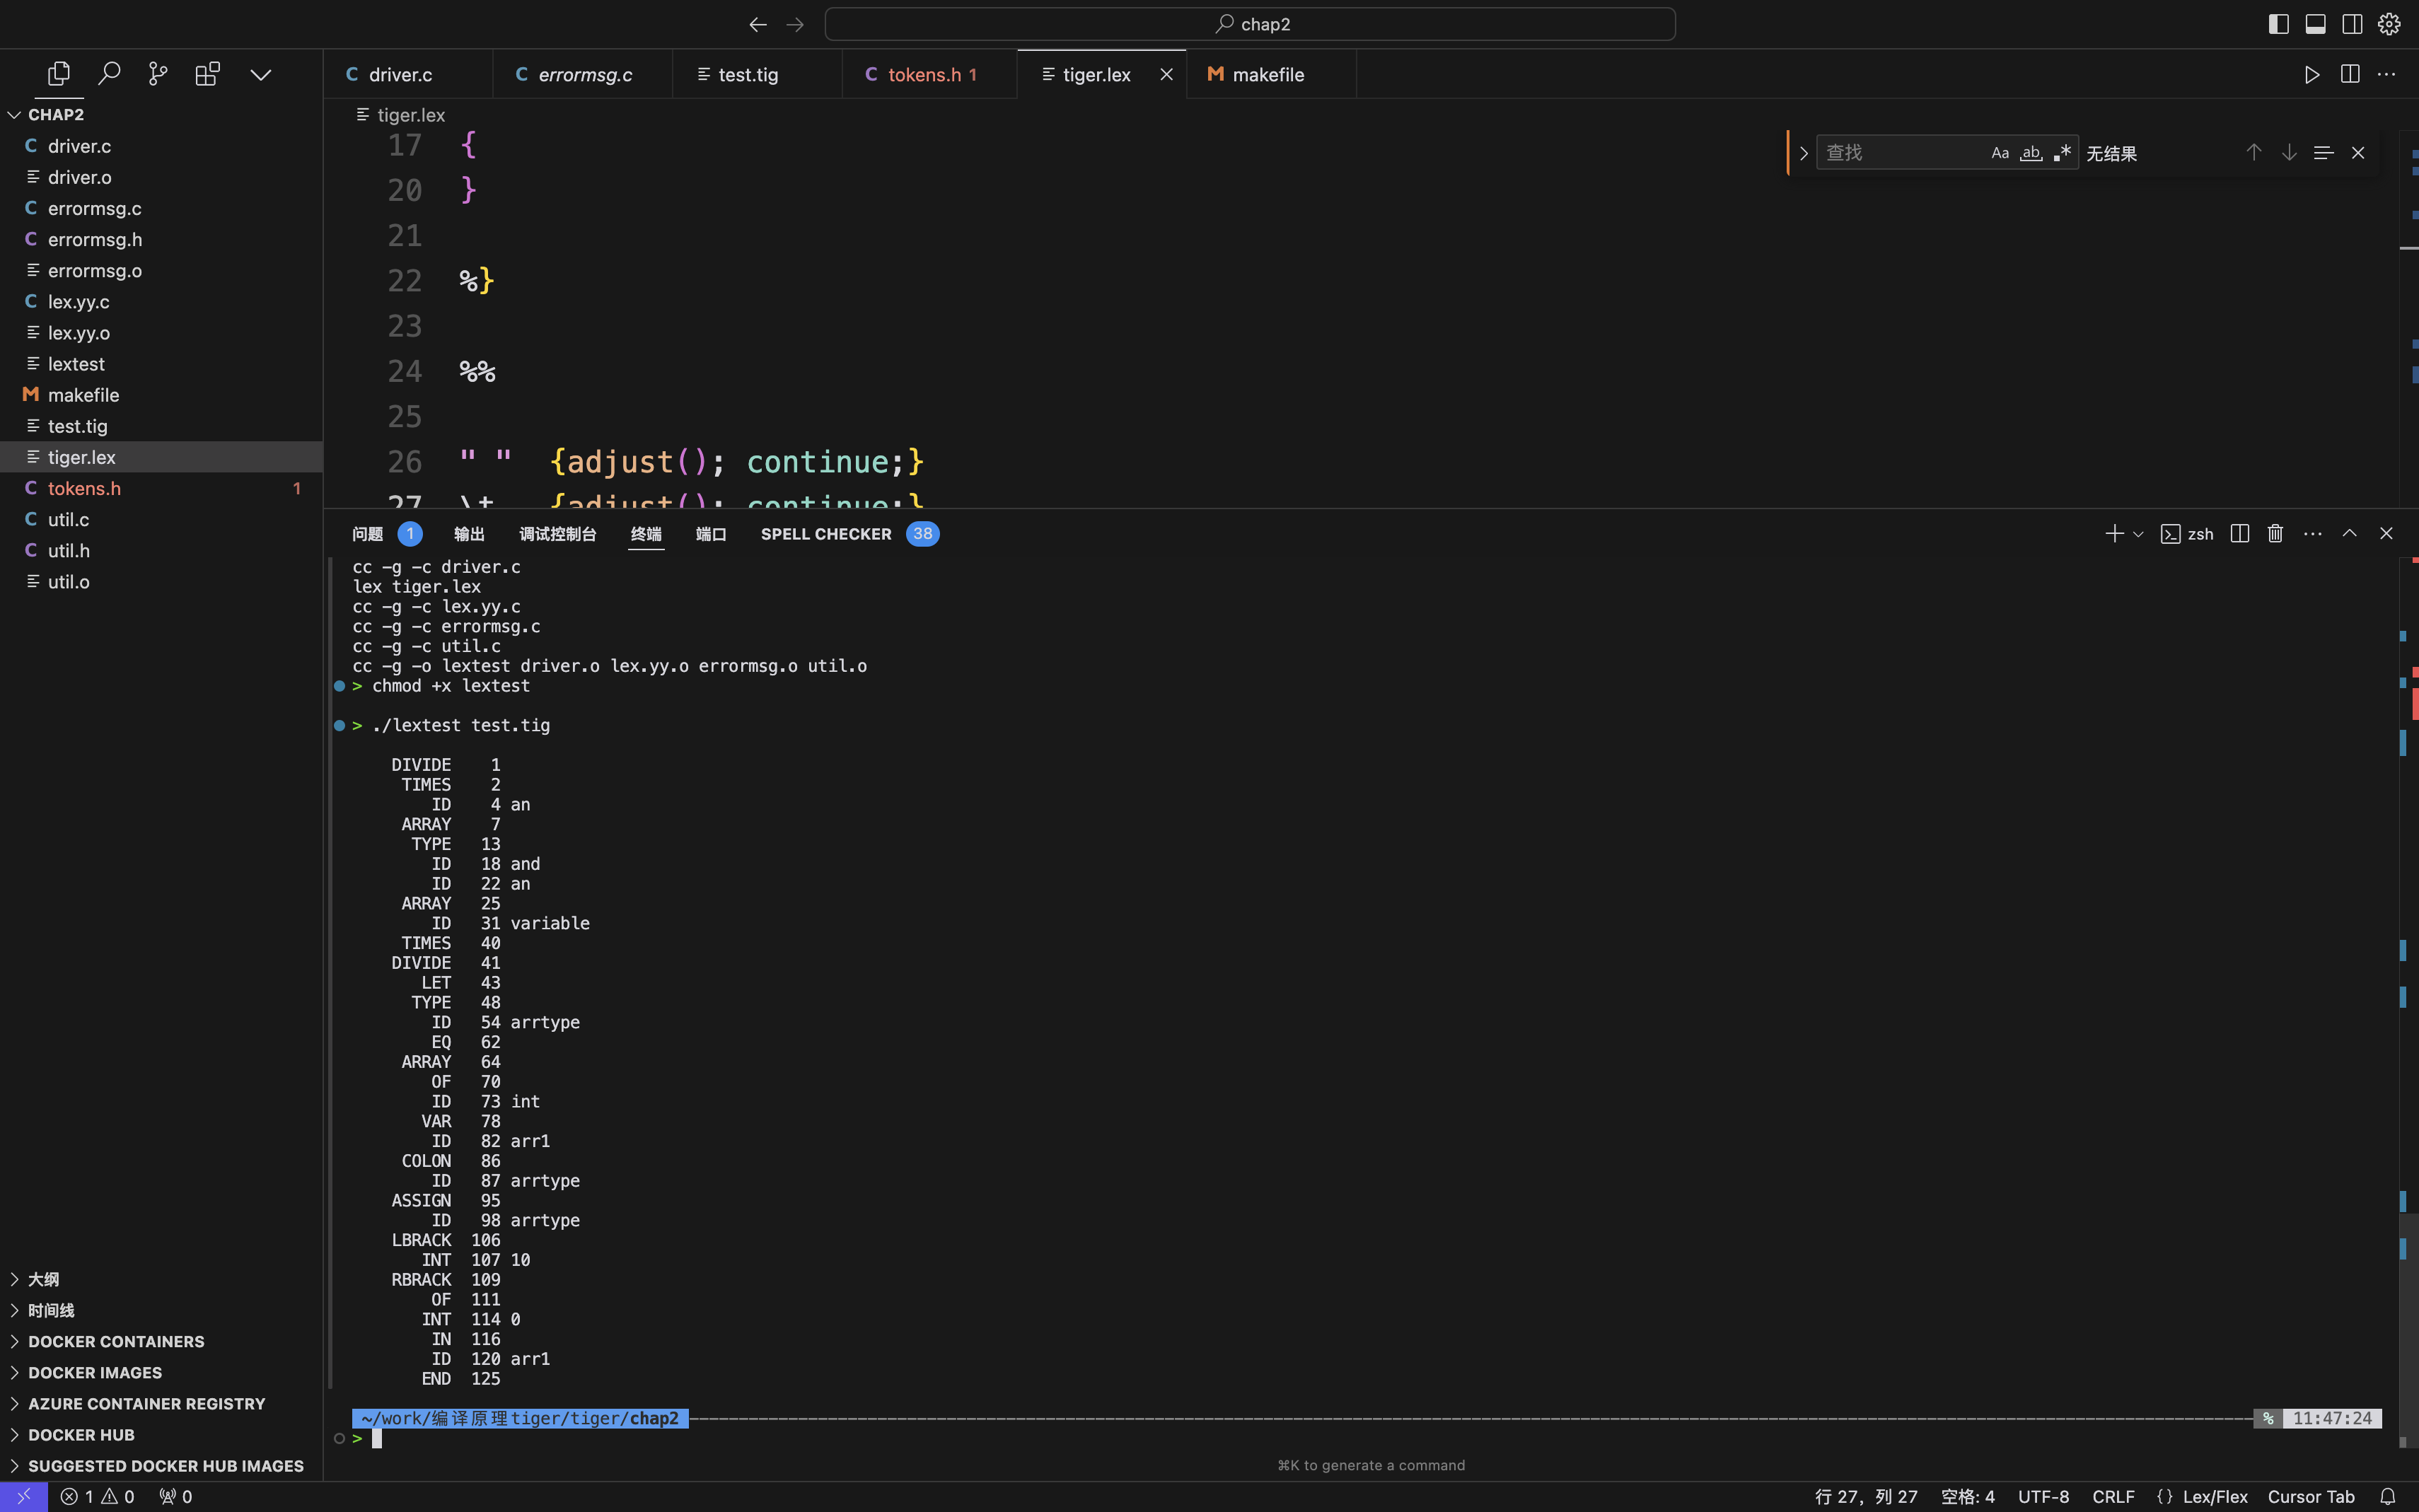 chap2
CHAP2
driver.c
driver.o
errormsg.c
errormsg.h
errormsg.o
lex.yy.c
lex.yy.o
lextest
makefile
test.tig
tiger.lex
tokens.h 1
util.c
util.h
util.o
大纲
时间线
DOCKER CONTAINERS
DOCKER IMAGES
AZURE CONTAINER REGISTRY
DOCKER HUB
SUGGESTED DOCKER HUB IMAGES
driver.c errormsg.c test.tig tokens.h 1 tiger.lex makefile
tiger.lex
查找 Aa ab .* 无结果
17 {
20 }
21
22 %}
23
24 %%
25
26 " " {adjust(); continue;}
27 \t {adjust(); continue;}
问题 1 输出 调试控制台 终端 端口 SPELL CHECKER 38 zsh
cc -g -c driver.c
lex tiger.lex
cc -g -c lex.yy.c
cc -g -c errormsg.c
cc -g -c util.c
cc -g -o lextest driver.o lex.yy.o errormsg.o util.o
> chmod +x lextest
> ./lextest test.tig
DIVIDE 1
TIMES 2
ID 4 an
ARRAY 7
TYPE 13
ID 18 and
ID 22 an
ARRAY 25
ID 31 variable
TIMES 40
DIVIDE 41
LET 43
TYPE 48
ID 54 arrtype
EQ 62
ARRAY 64
OF 70
ID 73 int
VAR 78
ID 82 arr1
COLON 86
ID 87 arrtype
ASSIGN 95
ID 98 arrtype
LBRACK 106
INT 107 10
RBRACK 109
OF 111
INT 114 0
IN 116
ID 120 arr1
END 125
~/work/编译原理tiger/tiger/chap2 % 11:47:24
>
⌘K to generate a command
1 0 0 行 27，列 27 空格: 4 UTF-8 CRLF {} Lex/Flex Cursor Tab